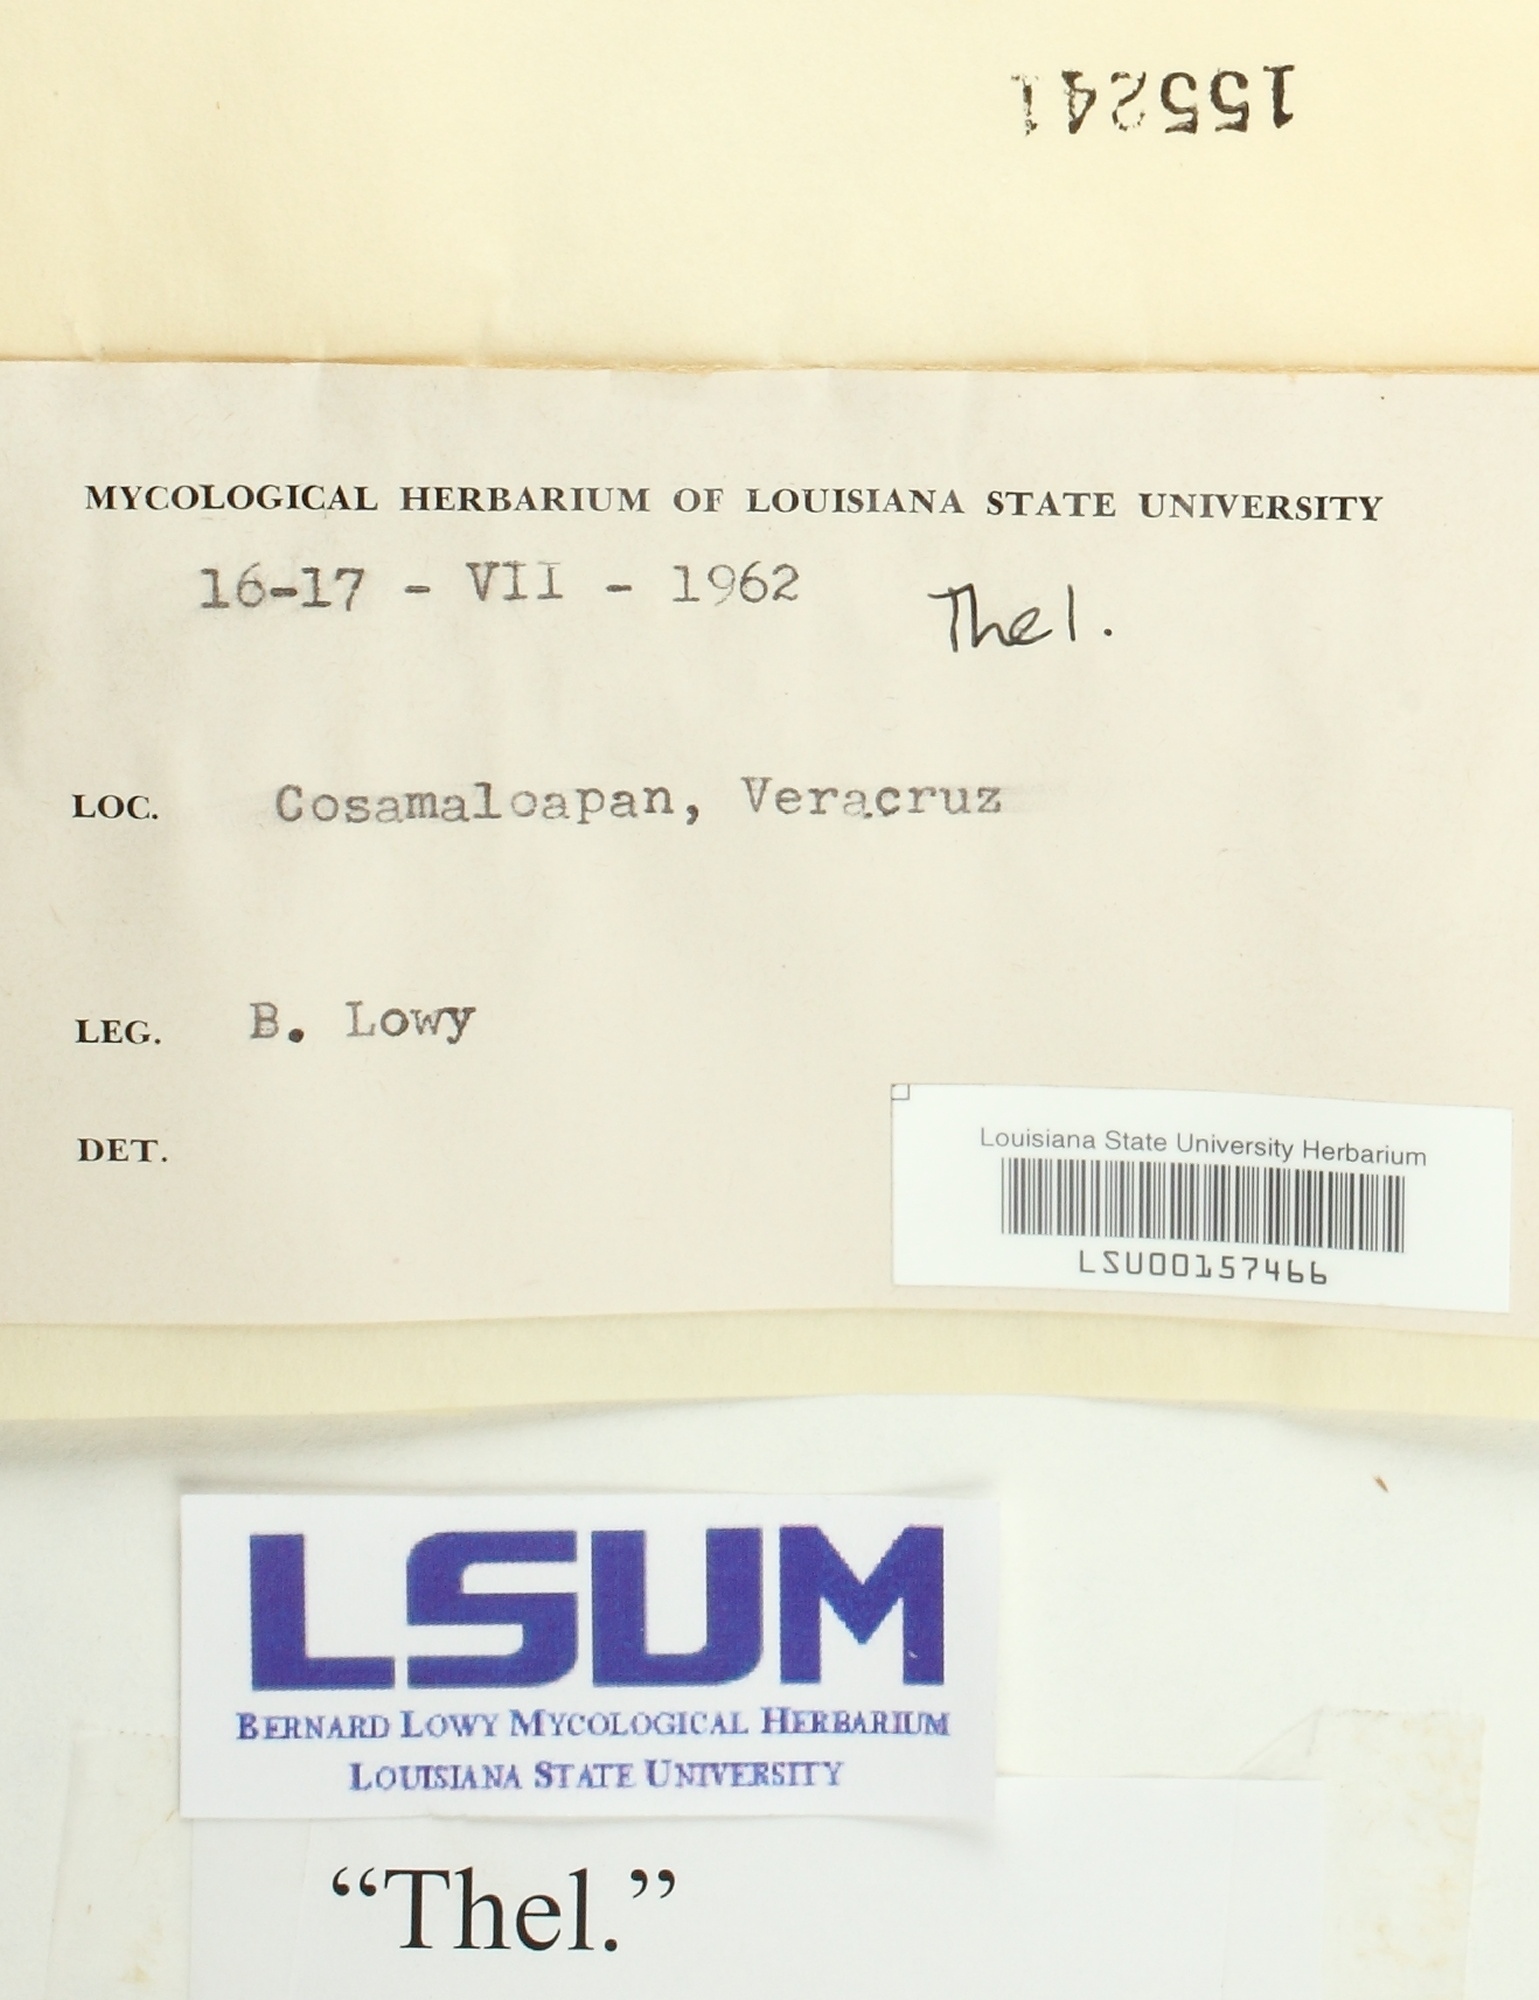 155241
MYCOLOGICAL HERBARIUM OF LOUISIANA STATE UNIVERSITY
16-17 - VII - 1962 Thel.
LOC. Cosamaloapan, Veracruz
LEG. B. Lowy
DET.
Louisiana State University Herbarium
LSU00157466
LSUM
BERNARD LOWY MYCOLOGICAL HERBARIUM
LOUISIANA STATE UNIVERSITY
“Thel.”